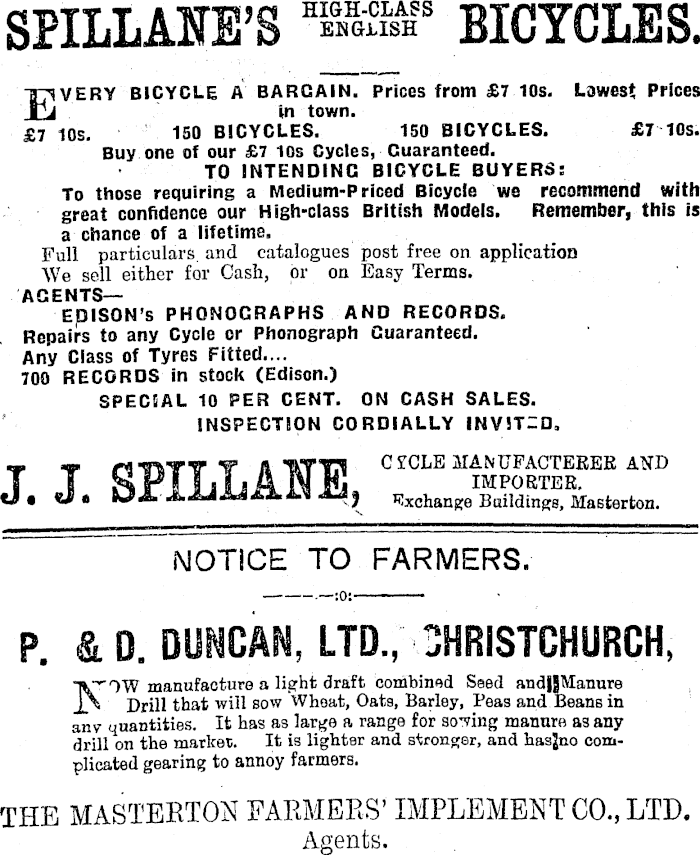 SPILLANE'S HIGH-CLASS ENGLISH BICYCLES.
EVERY BICYCLE A BARGAIN. Prices from £7 10s. Lowest Prices
in town.
£7 10s. 150 BICYCLES. 150 BICYCLES. £7 10s.
Buy one of our £7 10s Cycles, Guaranteed.
TO INTENDING BICYCLE BUYERS:
To those requiring a Medium-Priced Bicycle we recommend with
great confidence our High-class British Models. Remember, this is
a chance of a lifetime.
Full particulars and catalogues post free on application
We sell either for Cash, or on Easy Terms.
AGENTS—
EDISON's PHONOGRAPHS AND RECORDS.
Repairs to any Cycle or Phonograph Guaranteed.
Any Class of Tyres Fitted....
700 RECORDS in stock (Edison.)
SPECIAL 10 PER CENT. ON CASH SALES.
INSPECTION CORDIALLY INVITED.
J. J. SPILLANE,
CYCLE MANUFACTERER AND
IMPORTER.
Exchange Buildings, Masterton.
NOTICE TO FARMERS.
:o:
P. & D. DUNCAN, LTD., CHRISTCHURCH,
NOW manufacture a light draft combined Seed and Manure
Drill that will sow Wheat, Oats, Barley, Peas and Beans in
any quantities. It has as large a range for sowing manure as any
drill on the market. It is lighter and stronger, and has no com-
plicated gearing to annoy farmers.
THE MASTERTON FARMERS' IMPLEMENT CO., LTD.
Agents.